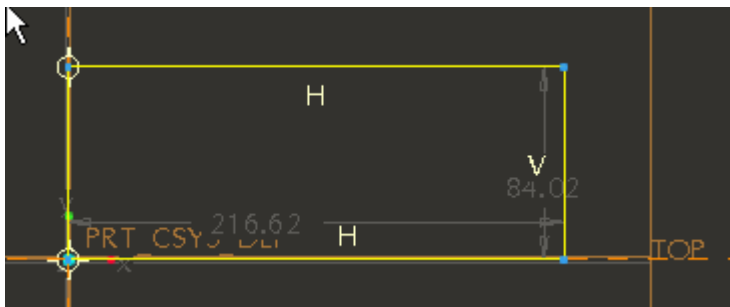 H
V
84.02
216.62
H
PRT_CSYS_DEF
TOP
Y
X